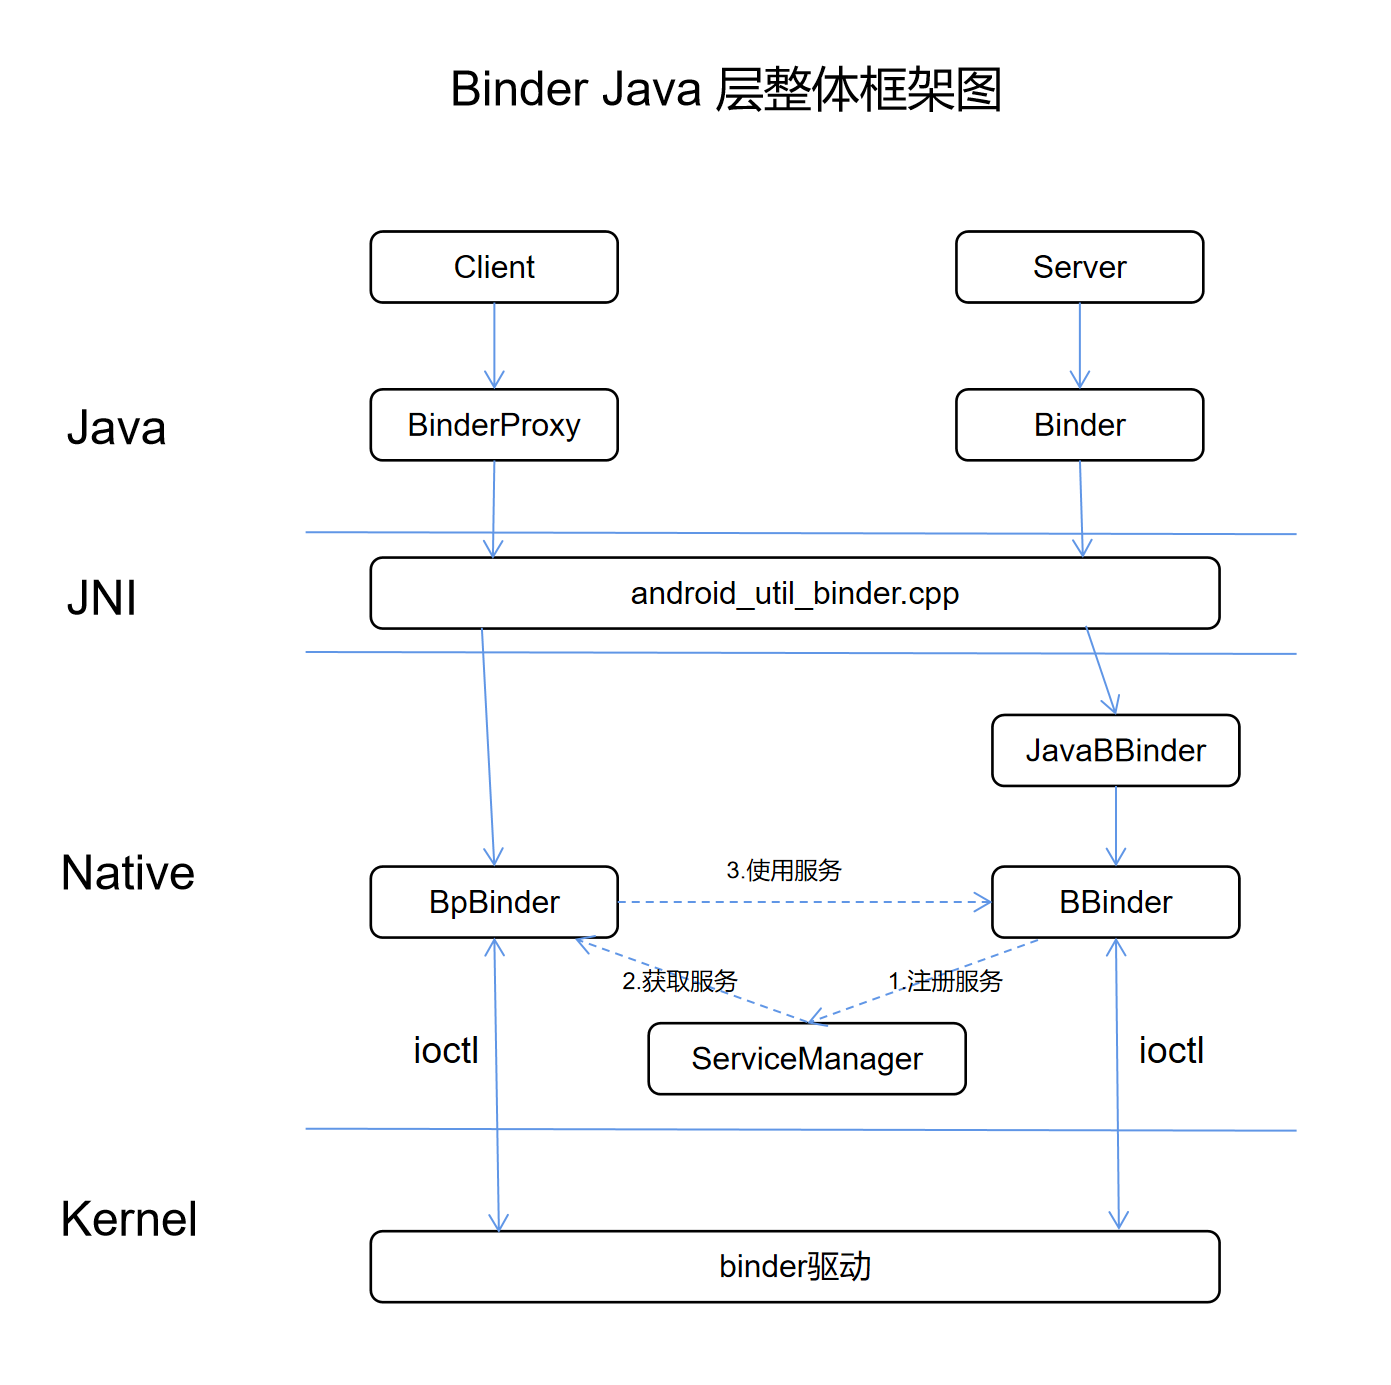 Binder Java 层整体框架图
Client
Server
Java
BinderProxy
Binder
JNI
android_util_binder.cpp
JavaBBinder
Native
BpBinder
3.使用服务
BBinder
2.获取服务
1.注册服务
ioctl
ServiceManager
ioctl
Kernel
binder驱动